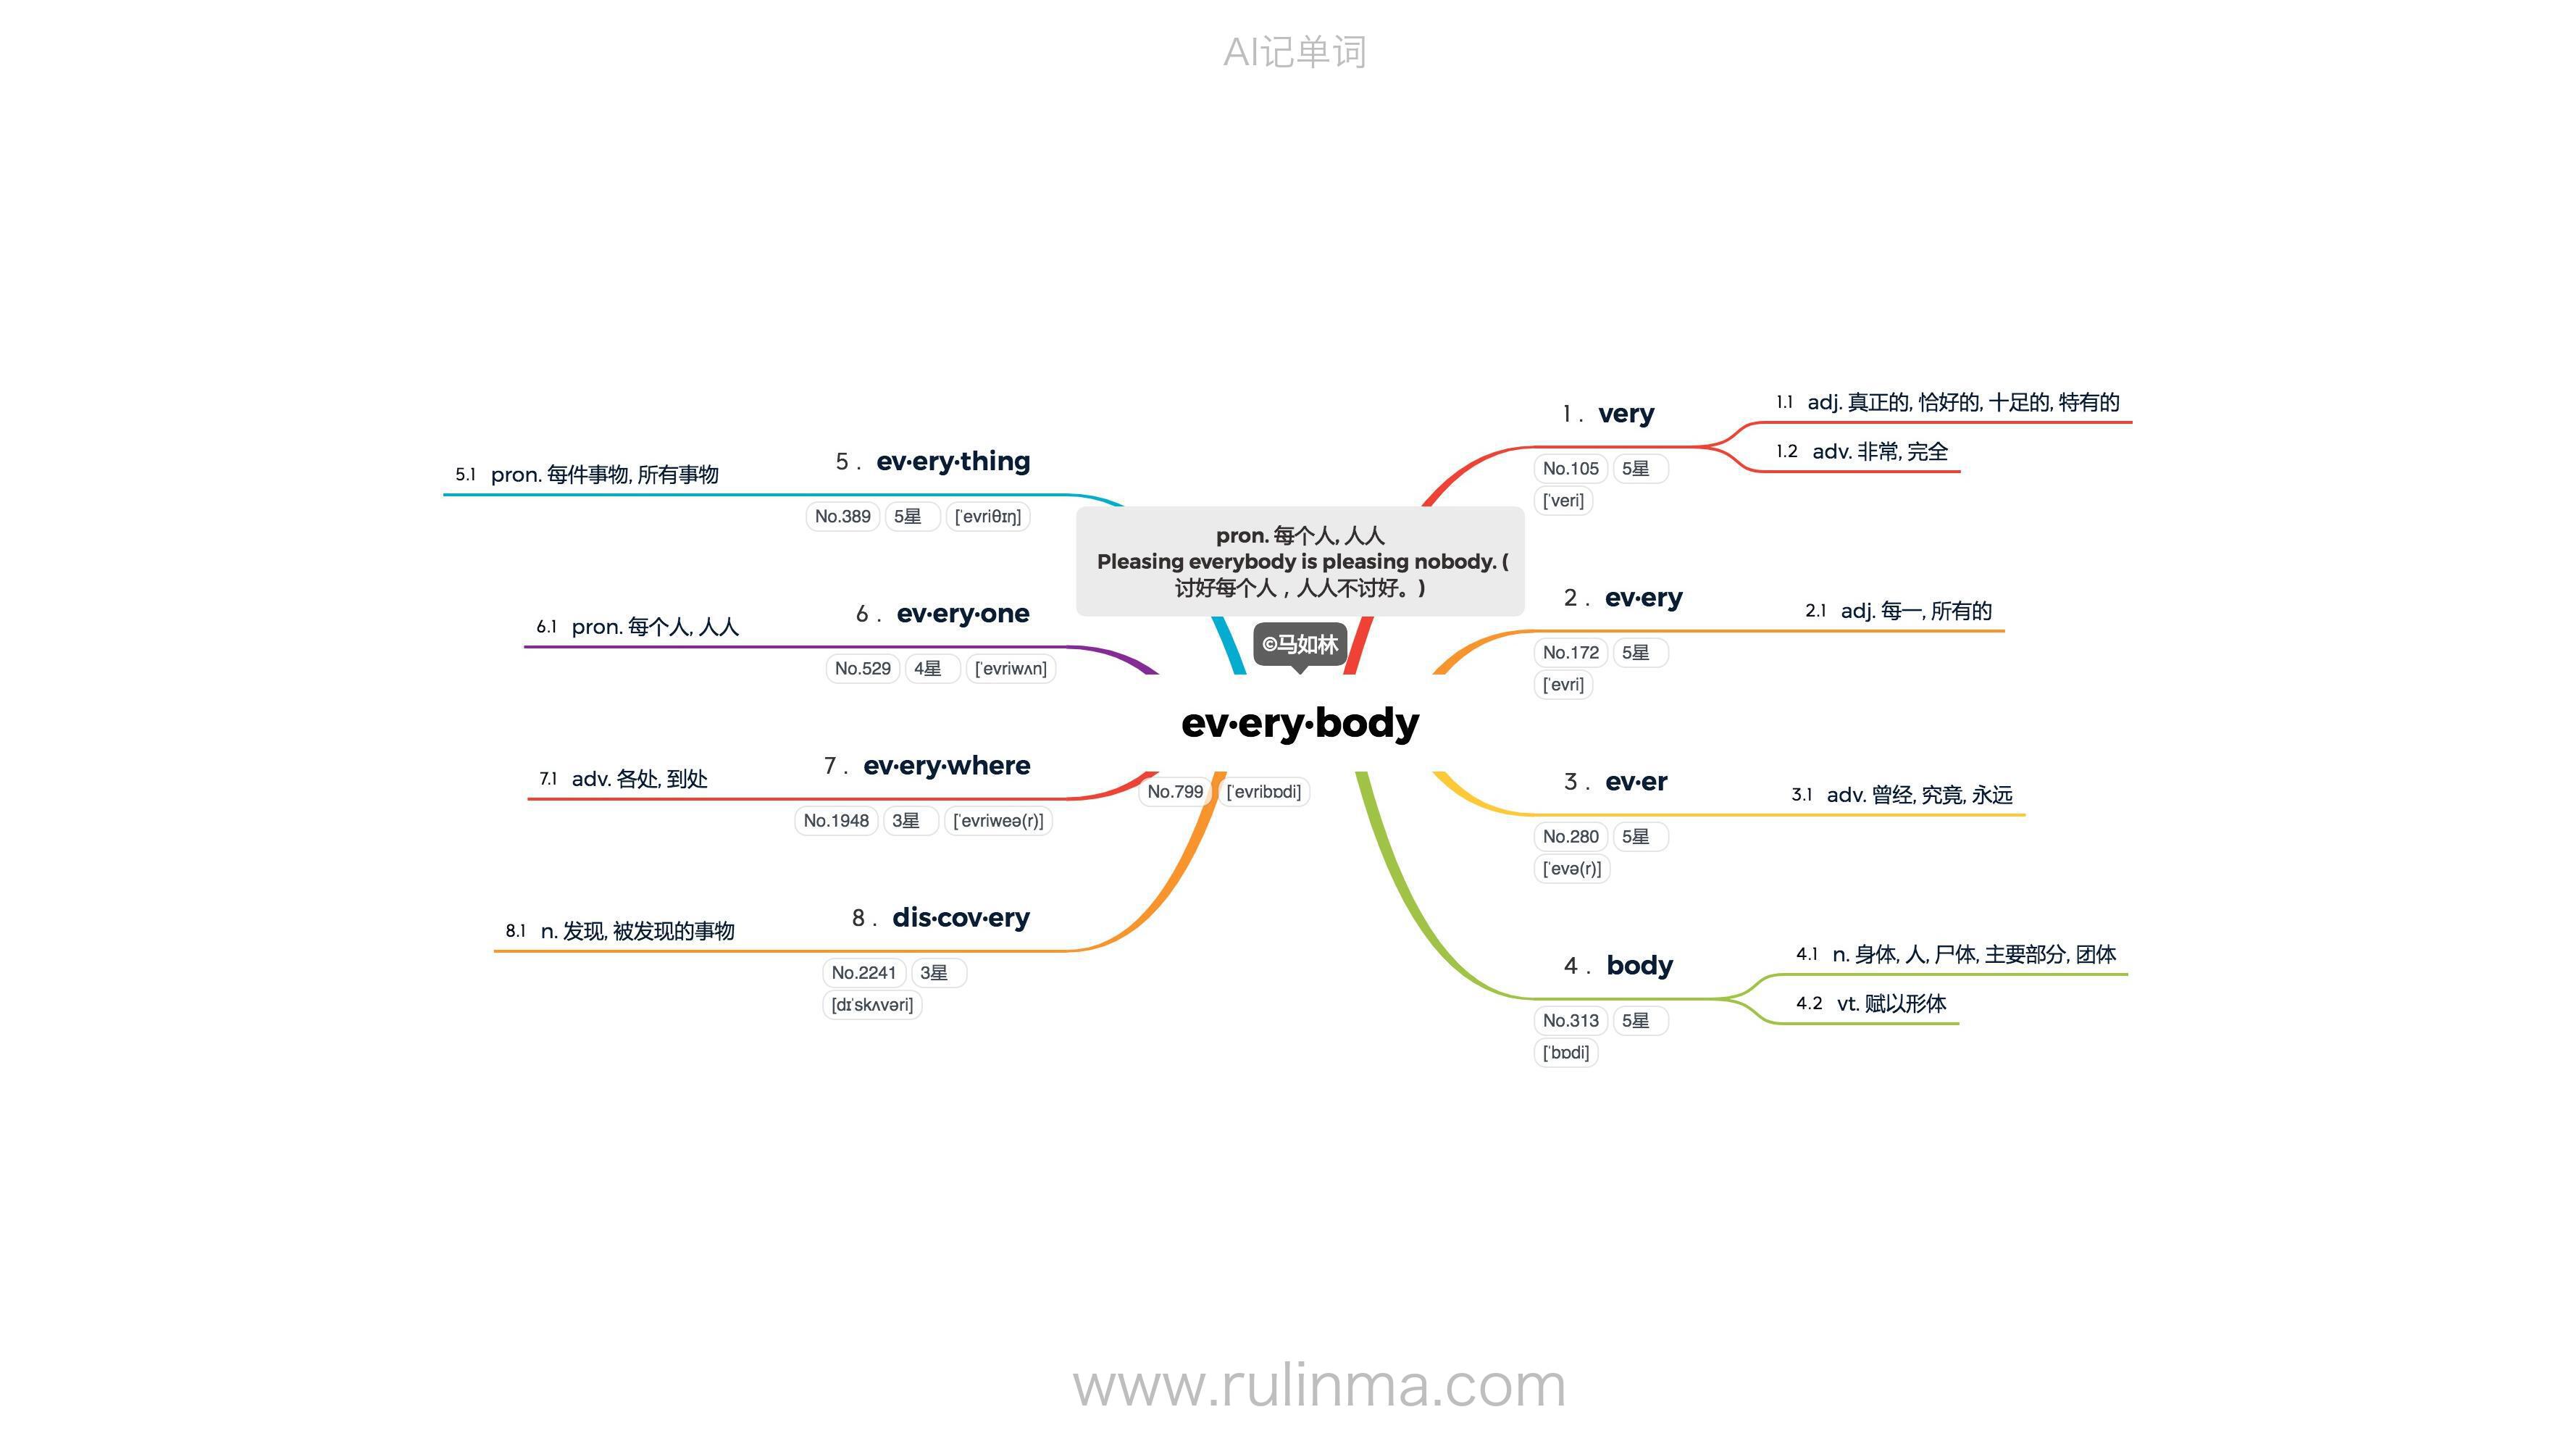 AI记单词
pron. 每个人, 人人
Pleasing everybody is pleasing nobody. (
讨好每个人，人人不讨好。)
©马如林
ev·ery·body
No.799 ['evribɒdi]
1 . very
No.105 5星
['veri]
1.1 adj. 真正的, 恰好的, 十足的, 特有的
1.2 adv. 非常, 完全
2 . ev·ery
No.172 5星
['evri]
2.1 adj. 每一, 所有的
3 . ev·er
No.280 5星
['evə(r)]
3.1 adv. 曾经, 究竟, 永远
4 . body
No.313 5星
['bɒdi]
4.1 n. 身体, 人, 尸体, 主要部分, 团体
4.2 vt. 赋以形体
5 . ev·ery·thing
No.389 5星 ['evriθɪŋ]
5.1 pron. 每件事物, 所有事物
6 . ev·ery·one
No.529 4星 ['evriwʌn]
6.1 pron. 每个人, 人人
7 . ev·ery·where
No.1948 3星 ['evriweə(r)]
7.1 adv. 各处, 到处
8 . dis·cov·ery
No.2241 3星
[dɪ'skʌvəri]
8.1 n. 发现, 被发现的事物
www.rulinma.com